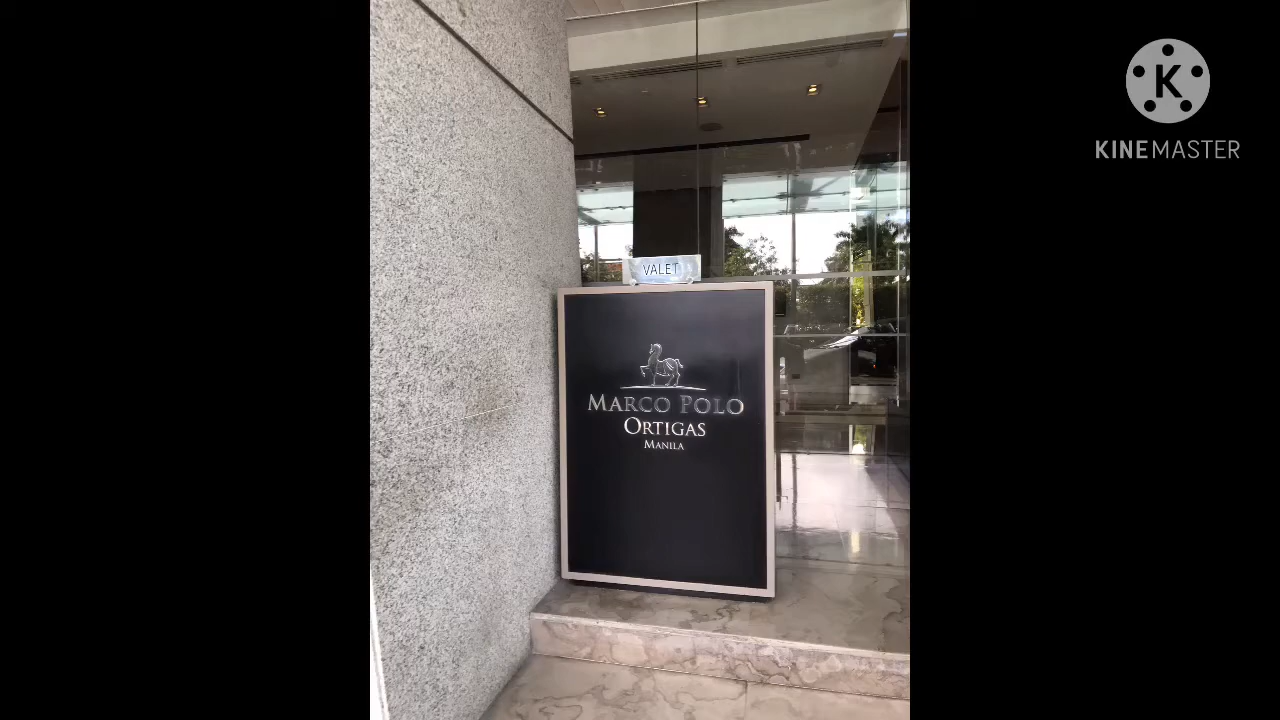 K
KINEMASTER
VALET
MARCO POLO
ORTIGAS
MANILA